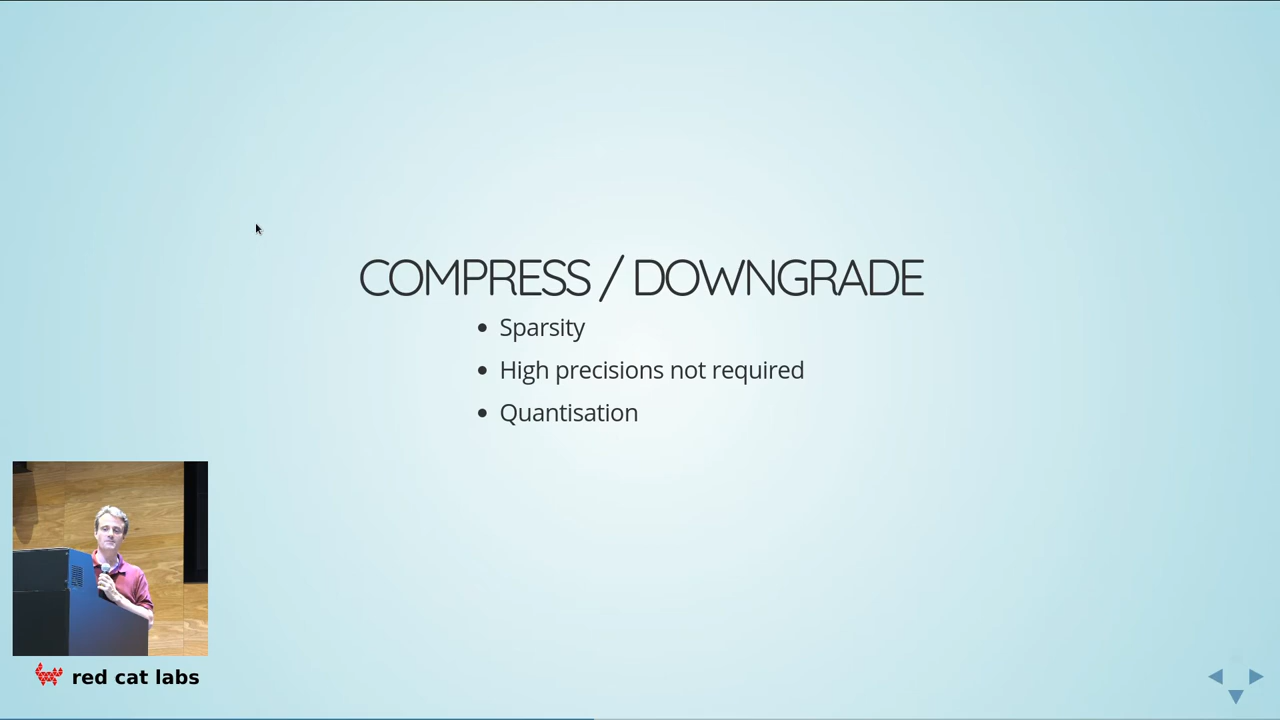 COMPRESS / DOWNGRADE
Sparsity
High precisions not required
Quantisation
red cat labs